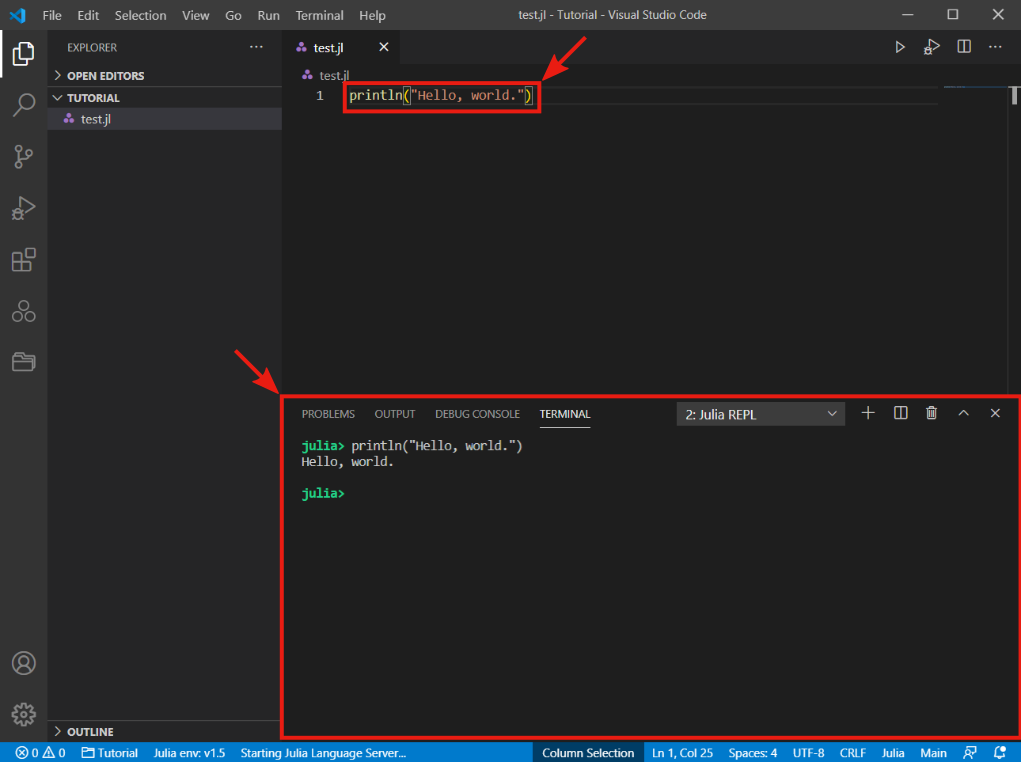 File Edit Selection View Go Run Terminal Help
test.jl - Tutorial - Visual Studio Code
EXPLORER
OPEN EDITORS
TUTORIAL
test.jl
test.jl
test.jl
1 println("Hello, world.")
PROBLEMS OUTPUT DEBUG CONSOLE TERMINAL
2: Julia REPL
julia> println("Hello, world.")
Hello, world.
julia>
OUTLINE
0 0 Tutorial Julia env: v1.5 Starting Julia Language Server... Column Selection Ln 1, Col 25 Spaces: 4 UTF-8 CRLF Julia Main